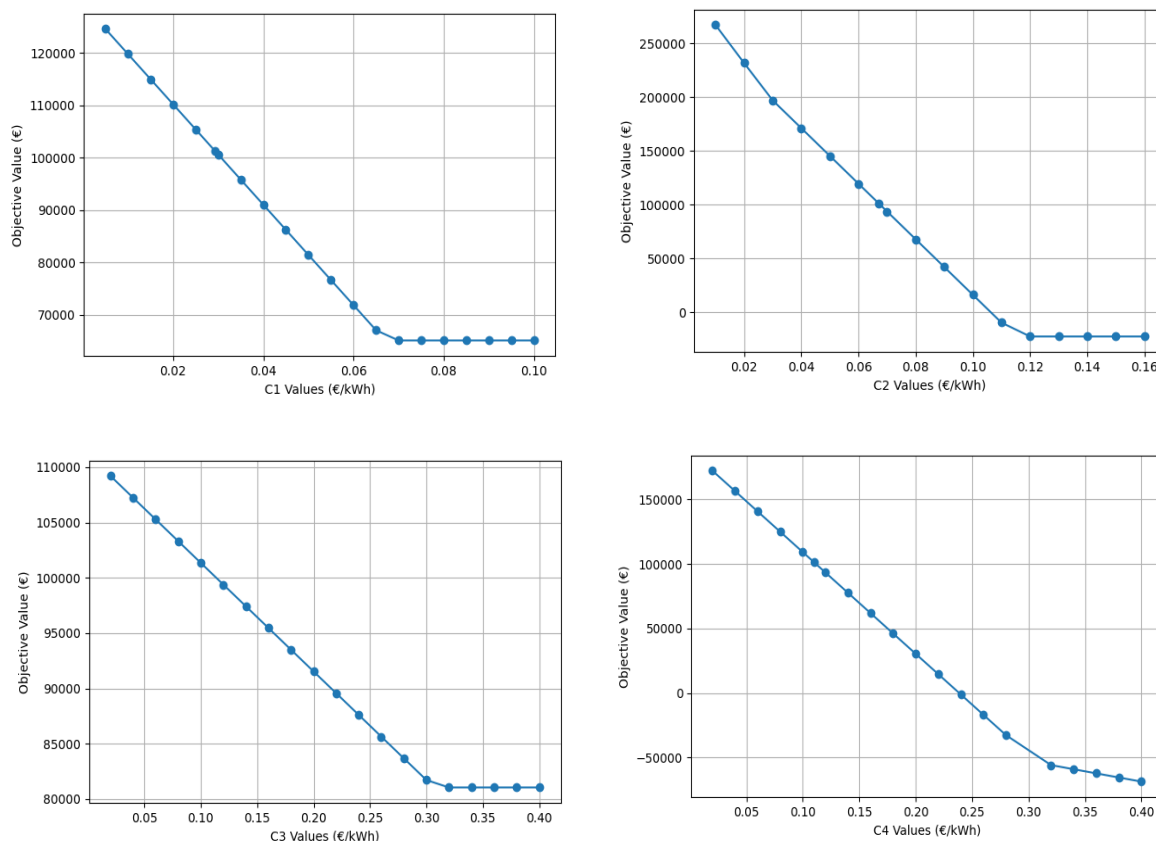 120000
110000
100000
90000
80000
70000
Objective Value (€)
0.02 0.04 0.06 0.08 0.10
C1 Values (€/kWh)
250000
200000
150000
100000
50000
0
Objective Value (€)
0.02 0.04 0.06 0.08 0.10 0.12 0.14 0.16
C2 Values (€/kWh)
110000
105000
100000
95000
90000
85000
80000
Objective Value (€)
0.05 0.10 0.15 0.20 0.25 0.30 0.35 0.40
C3 Values (€/kWh)
150000
100000
50000
0
−50000
Objective Value (€)
0.05 0.10 0.15 0.20 0.25 0.30 0.35 0.40
C4 Values (€/kWh)